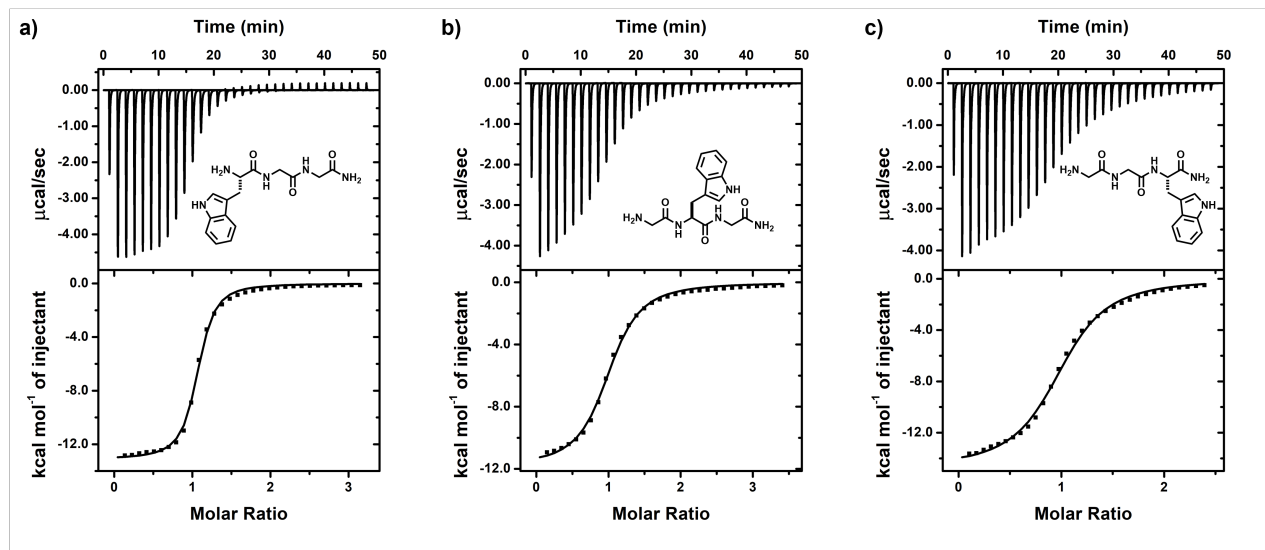 a)
Time (min)
0 10 20 30 40 50
0.00
-1.00
-2.00
-3.00
-4.00
μcal/sec
H2N
O
H
N
N
H
O
NH2
HN
0.0
-4.0
-8.0
-12.0
kcal mol-1 of injectant
0 1 2 3
Molar Ratio
b)
Time (min)
0 10 20 30 40 50
0.00
-1.00
-2.00
-3.00
-4.00
μcal/sec
NH
H2N
O
N
H
O
H
N
O
NH2
0.0
-4.0
-8.0
-12.0
kcal mol-1 of injectant
0 1 2 3
Molar Ratio
c)
Time (min)
0 10 20 30 40 50
0.00
-1.00
-2.00
-3.00
-4.00
μcal/sec
H2N
O
N
H
O
H
N
O
NH2
NH
0.0
-4.0
-8.0
-12.0
kcal mol-1 of injectant
0 1 2
Molar Ratio